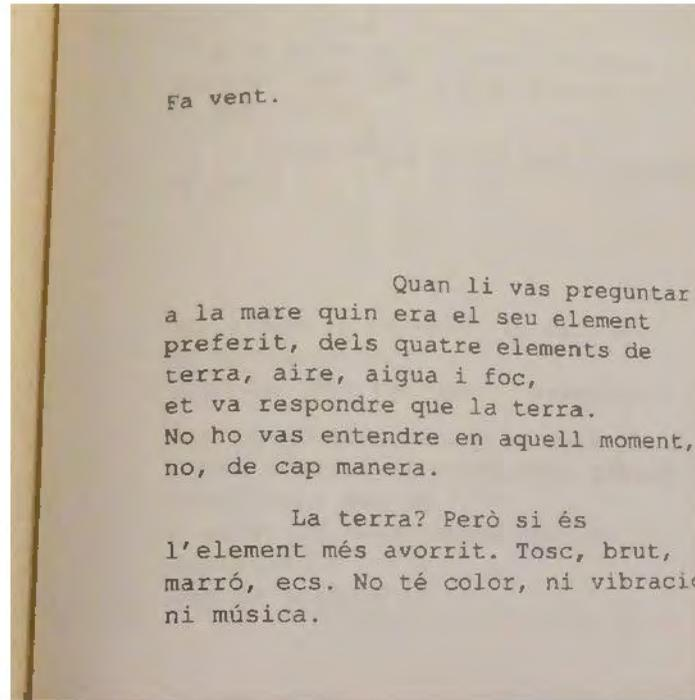 Fa vent.
Quan li vas preguntar
a la mare quin era el seu element
preferit, dels quatre elements de
terra, aire, aigua i foc,
et va respondre que la terra.
No ho vas entendre en aquell moment,
no, de cap manera.
La terra? Però si és
l'element més avorrit. Tosc, brut,
marró, ecs. No té color, ni
ni música.